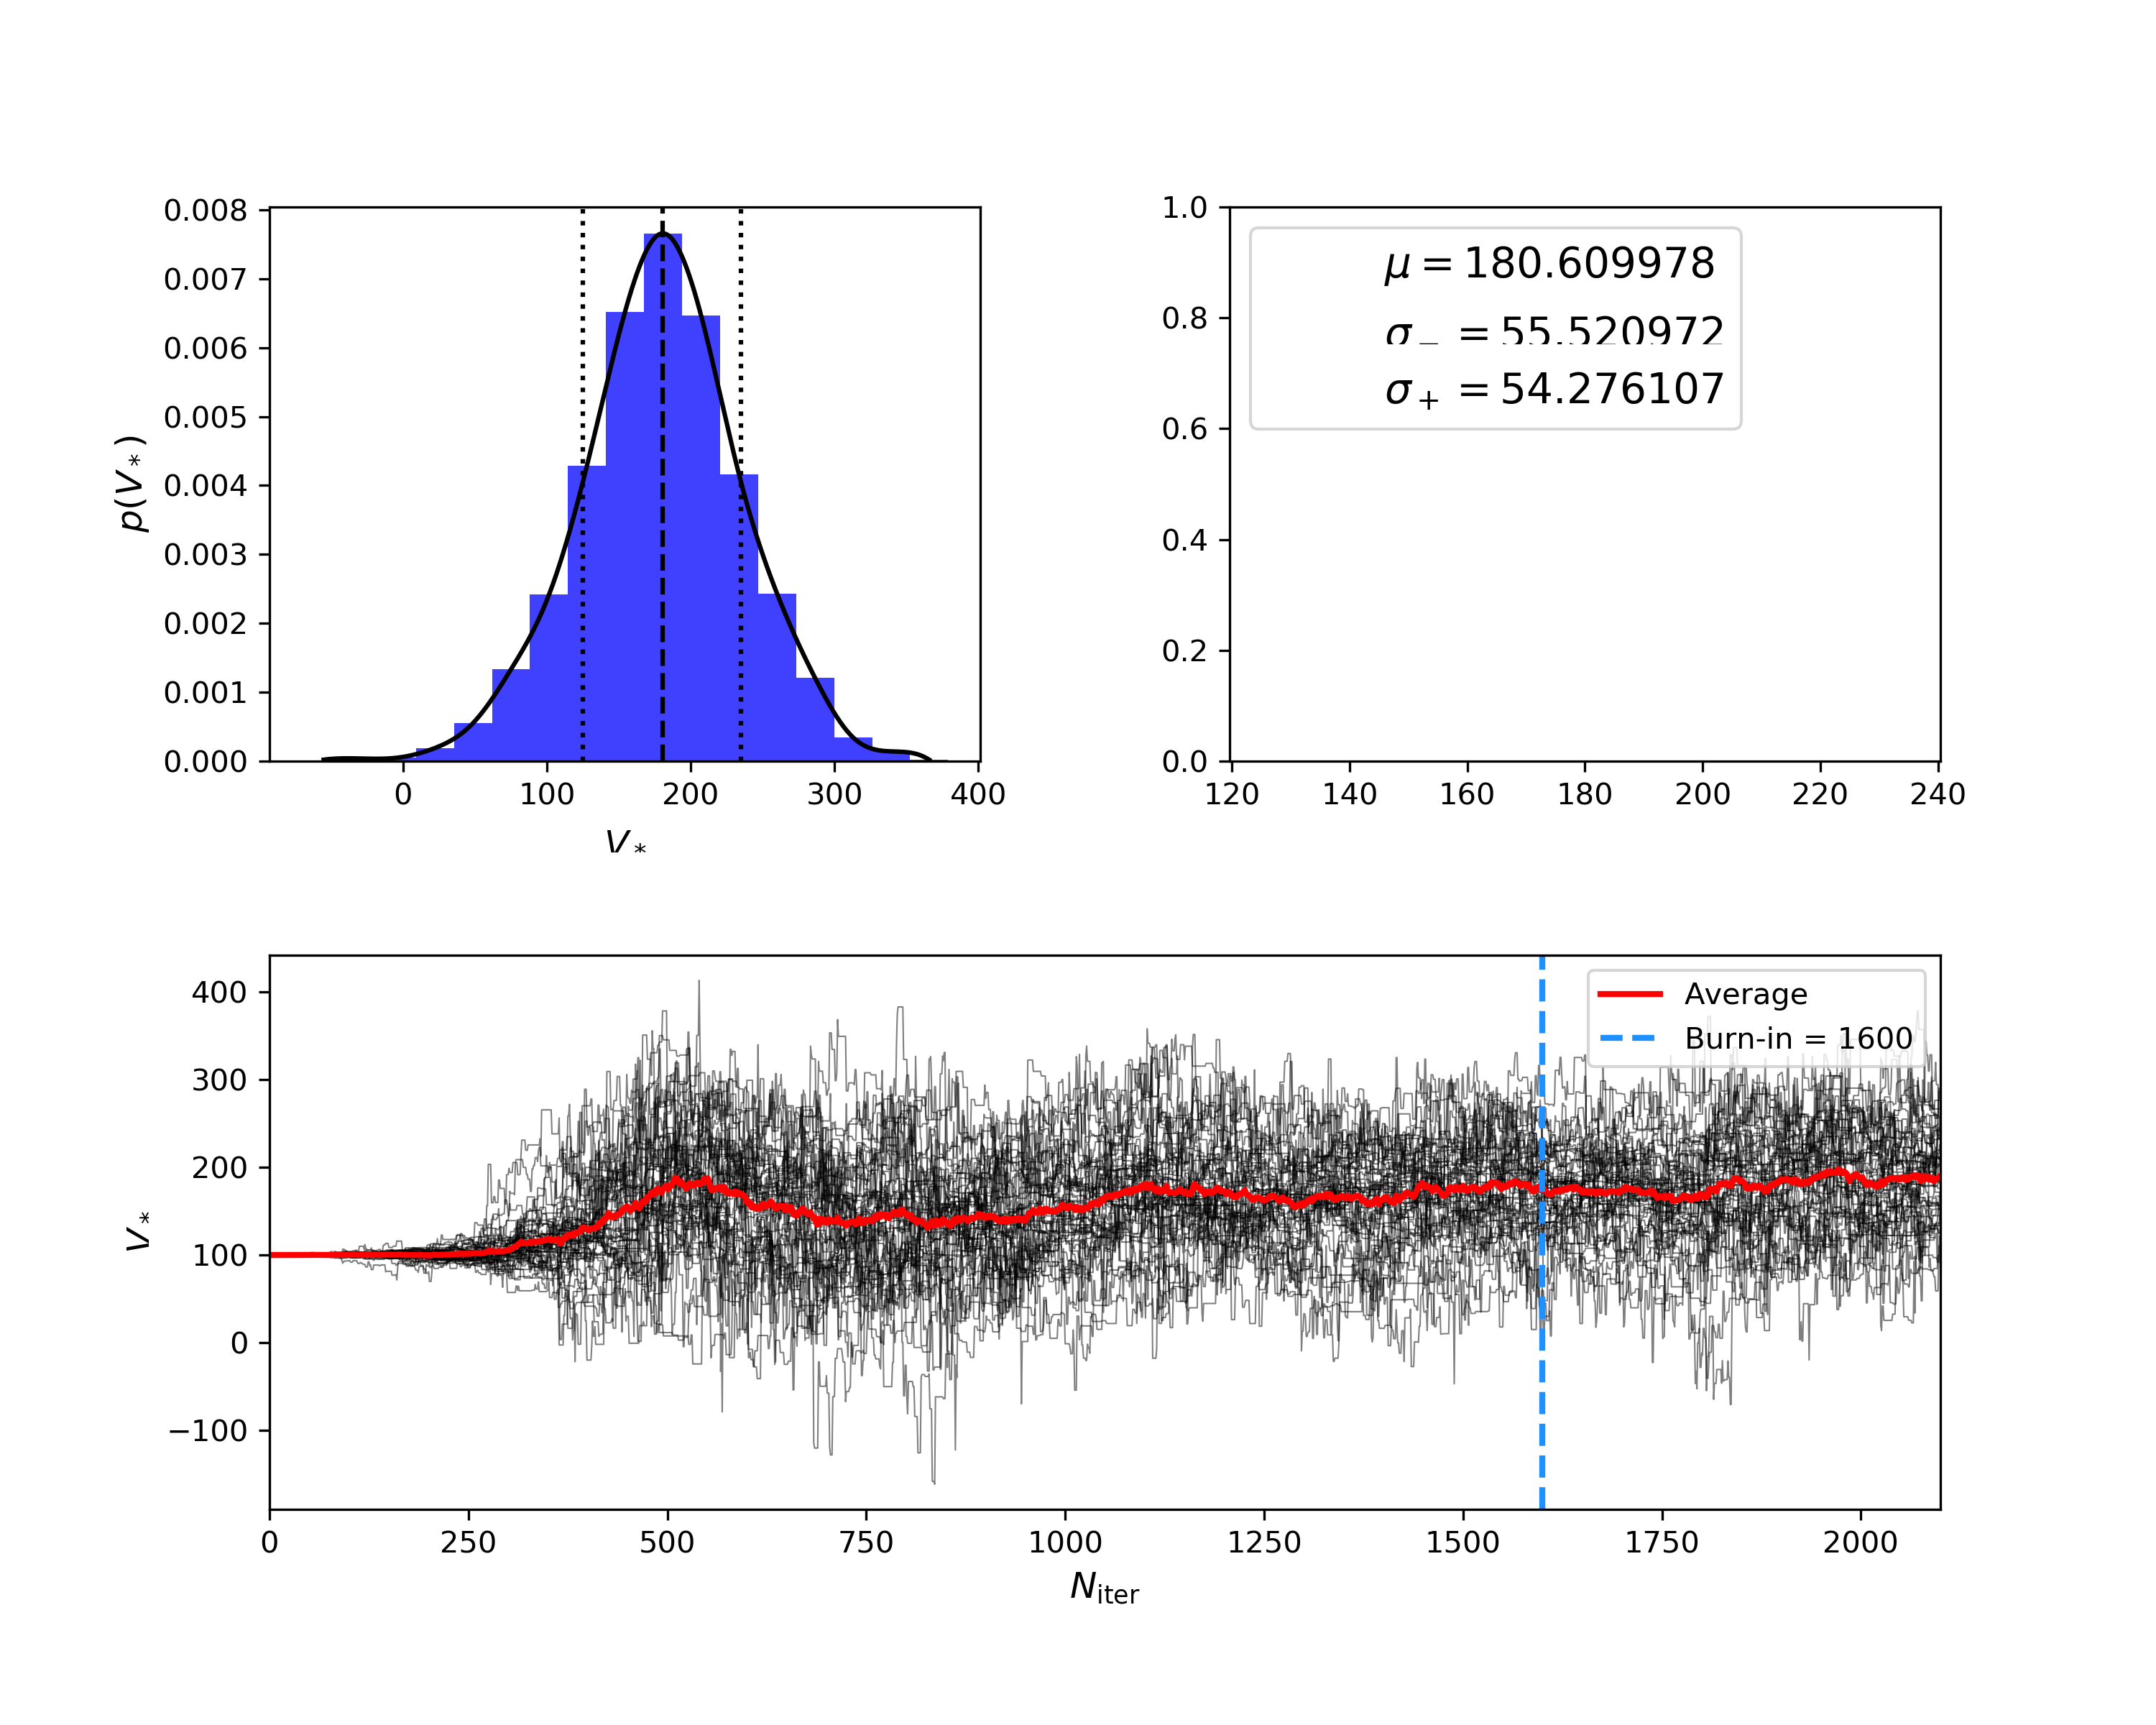 0.008
0.007
0.006
0.005
0.004
0.003
0.002
0.001
0.000
p(V*)
0 100 200 300 400
V*
1.0
0.8
0.6
0.4
0.2
0.0
μ = 180.609978
σ− = 55.520972
σ+ = 54.276107
120 140 160 180 200 220 240
400
300
200
100
0
−100
V*
Average
Burn-in = 1600
0 250 500 750 1000 1250 1500 1750 2000
Niter